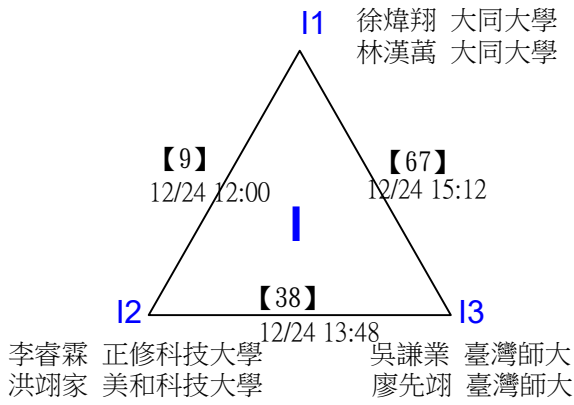 I1
徐煒翔 大同大學
林漢萬 大同大學
【9】
12/24 12:00
【67】
12/24 15:12
I
I2
【38】
12/24 13:48
I3
李睿霖 正修科技大學
洪翊家 美和科技大學
吳謙業 臺灣師大
廖先翊 臺灣師大